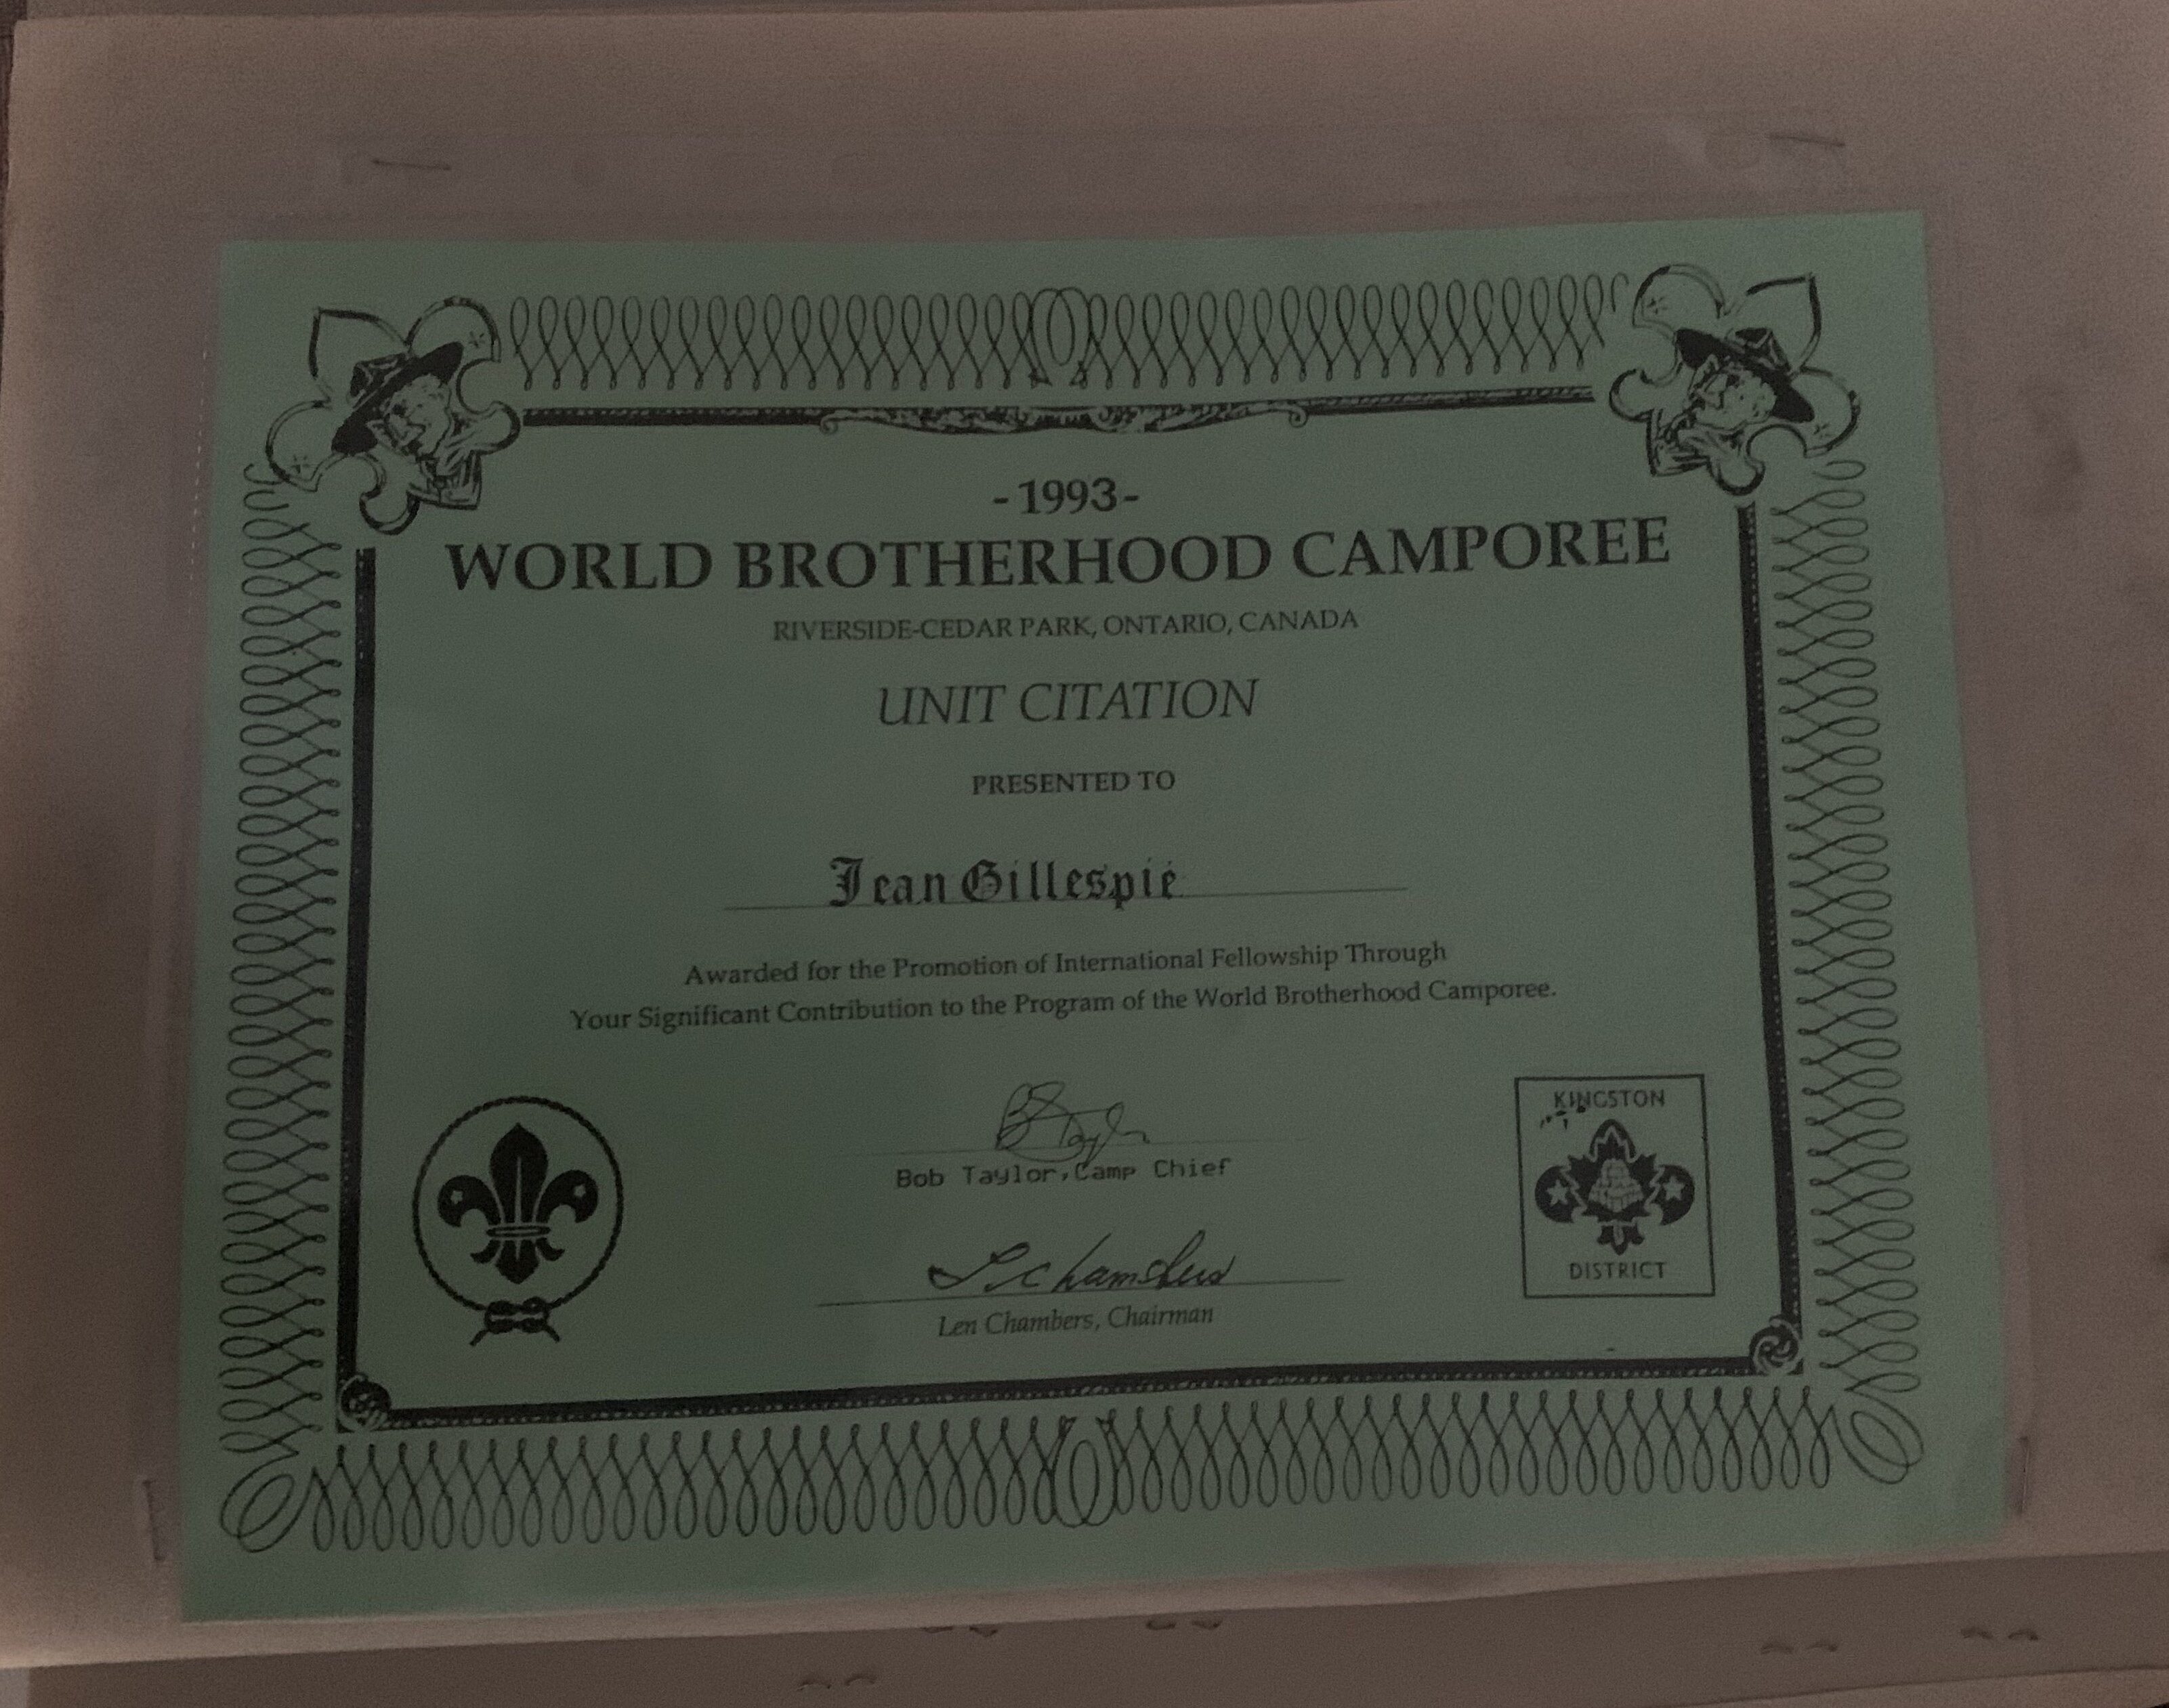 -1993-
WORLD BROTHERHOOD CAMPOREE
RIVERSIDE-CEDAR PARK, ONTARIO, CANADA
UNIT CITATION
PRESENTED TO
Jean Gillespie
Awarded for the Promotion of International Fellowship Through
Your Significant Contribution to the Program of the World Brotherhood Camporee.
B Taylor
Bob Taylor, Camp Chief
L. Chambers
Len Chambers, Chairman
KINGSTON
DISTRICT